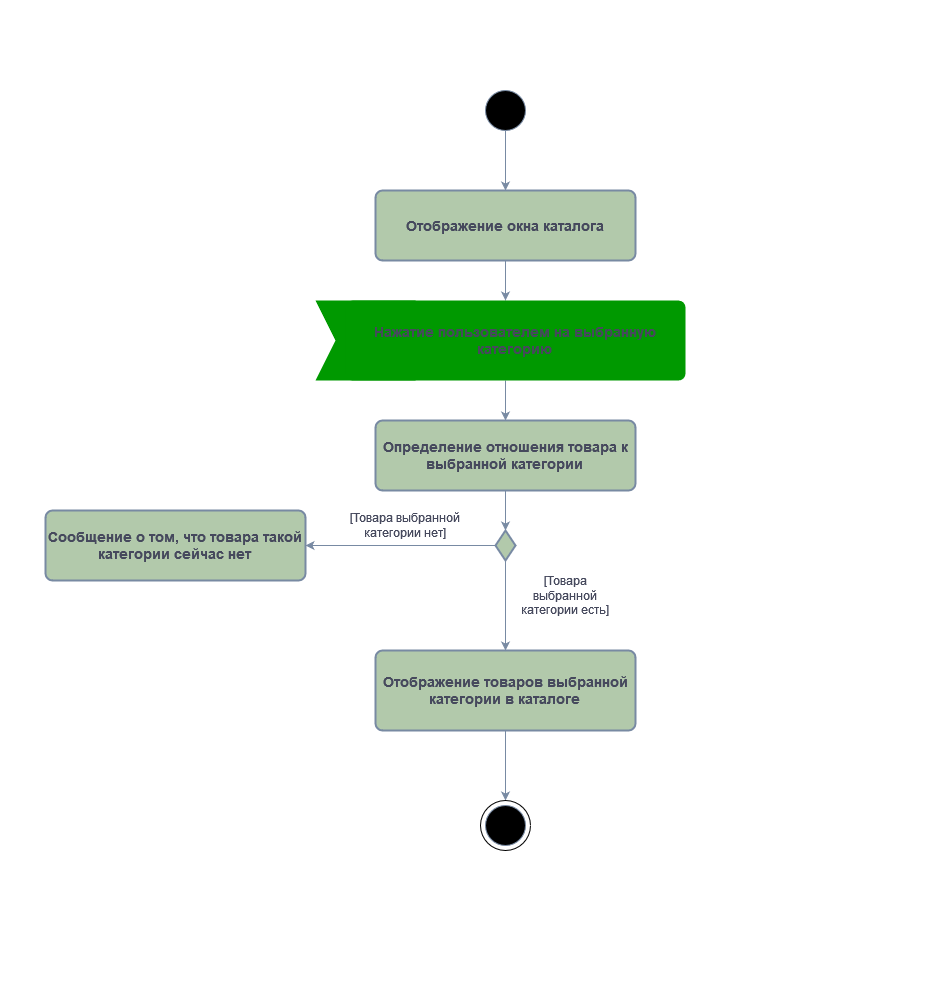 Отображение окна каталога
Нажатие пользователем на выбранную
категорию
Определение отношения товара к
выбранной категории
[Товара выбранной
категории нет]
Сообщение о том, что товара такой
категории сейчас нет
[Товара
выбранной
категории есть]
Отображение товаров выбранной
категории в каталоге